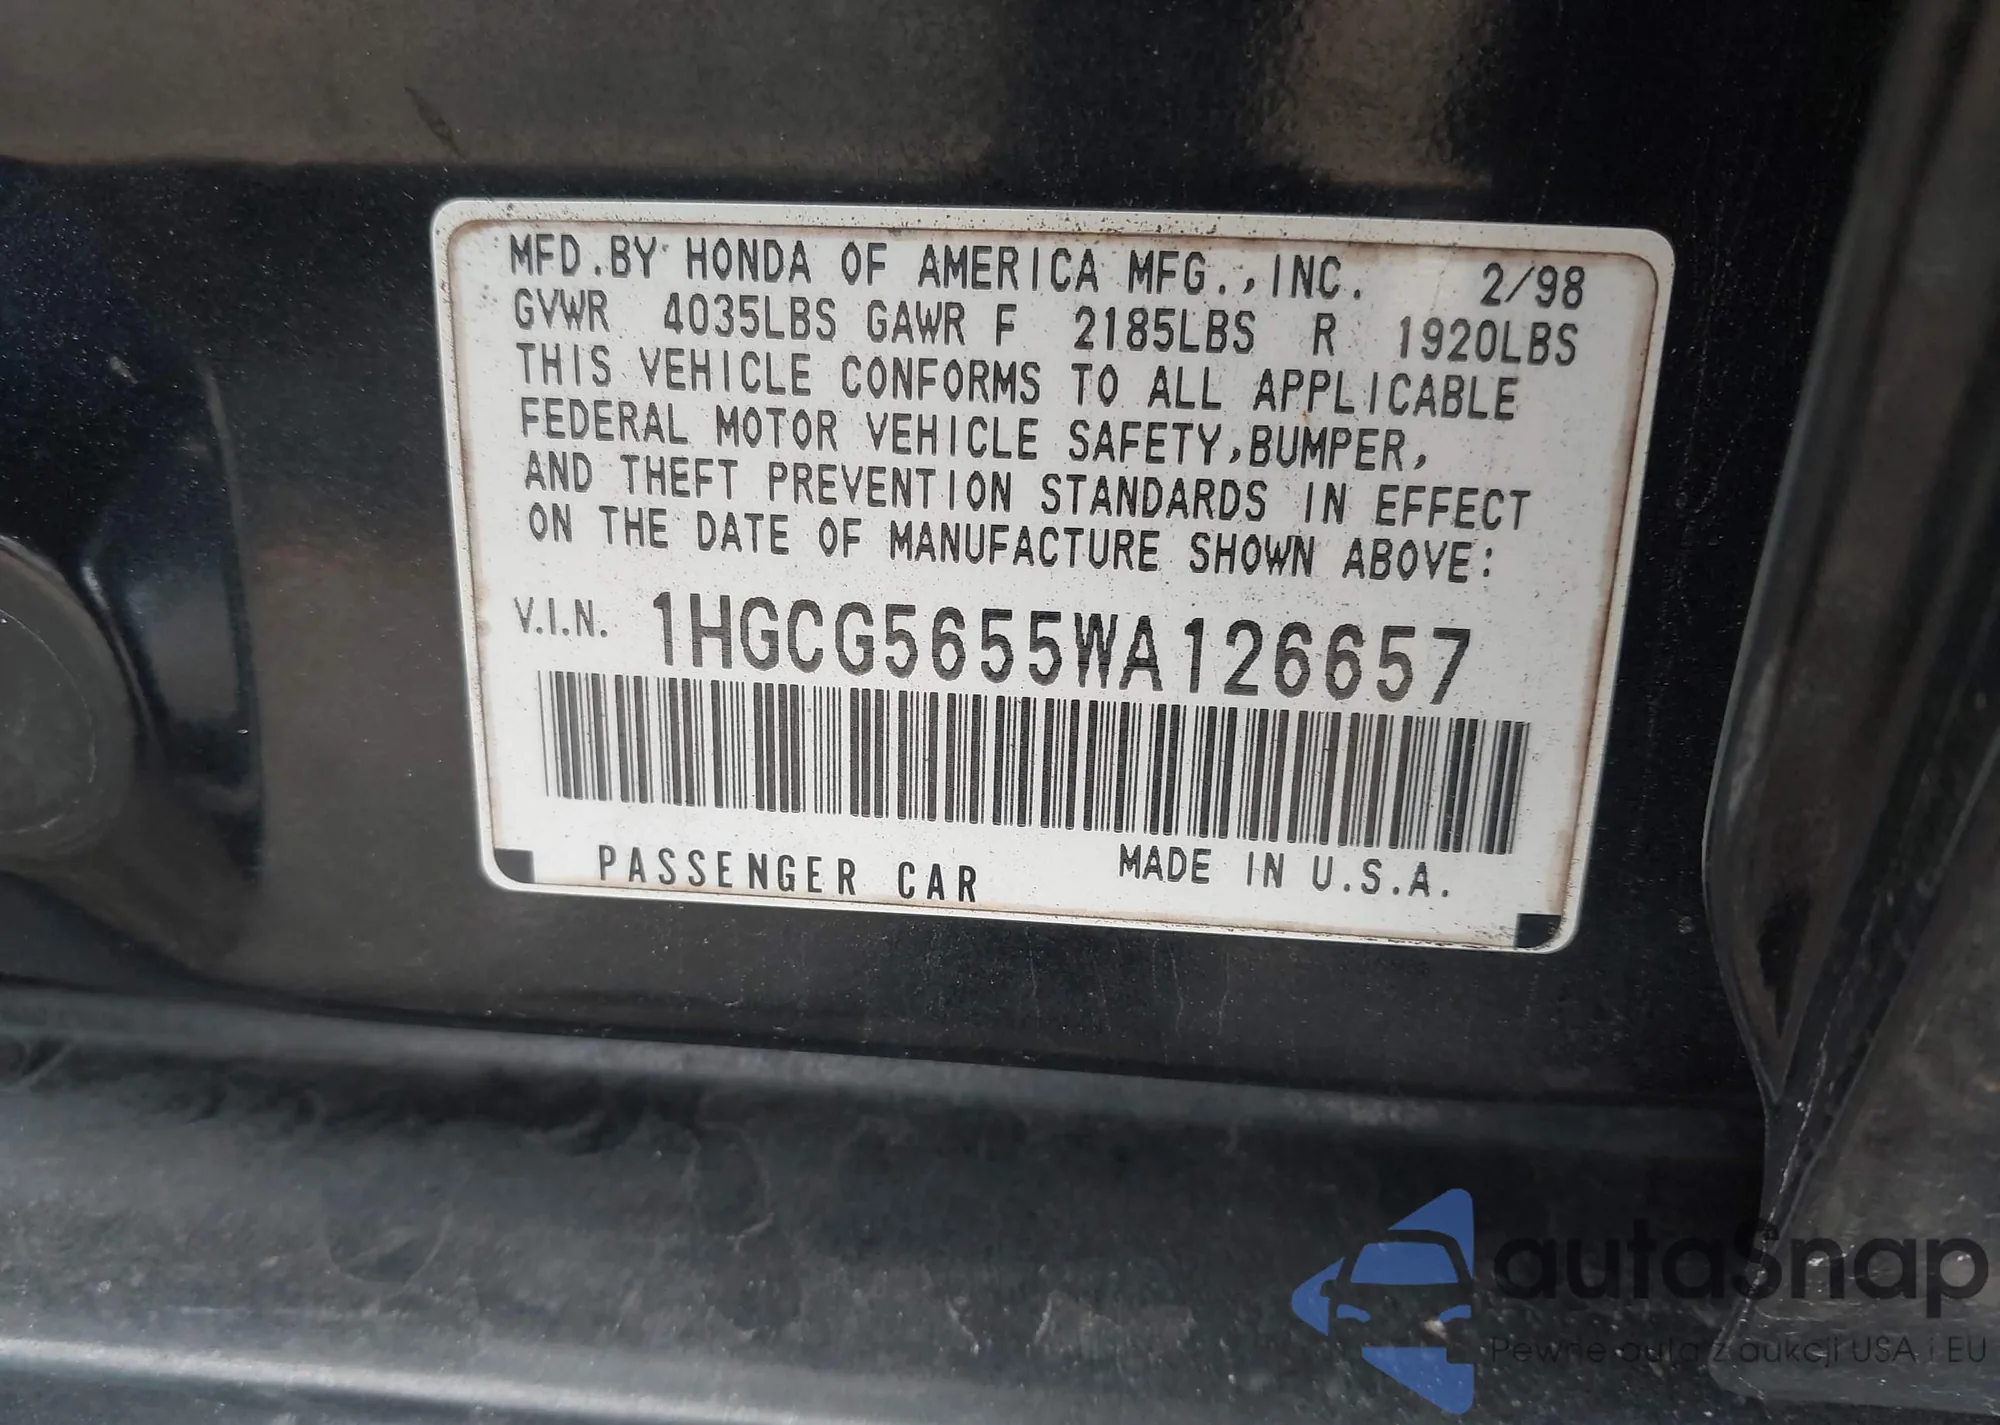 MFD.BY HONDA OF AMERICA MFG.,INC. 2/98
GVWR 4035LBS GAWR F 2185LBS R 1920LBS
THIS VEHICLE CONFORMS TO ALL APPLICABLE
FEDERAL MOTOR VEHICLE SAFETY,BUMPER,
AND THEFT PREVENTION STANDARDS IN EFFECT
ON THE DATE OF MANUFACTURE SHOWN ABOVE:
V.I.N. 1HGCG5655WA126657
PASSENGER CAR MADE IN U.S.A.
autaSnap
Pewne auta z aukcji USA i EU